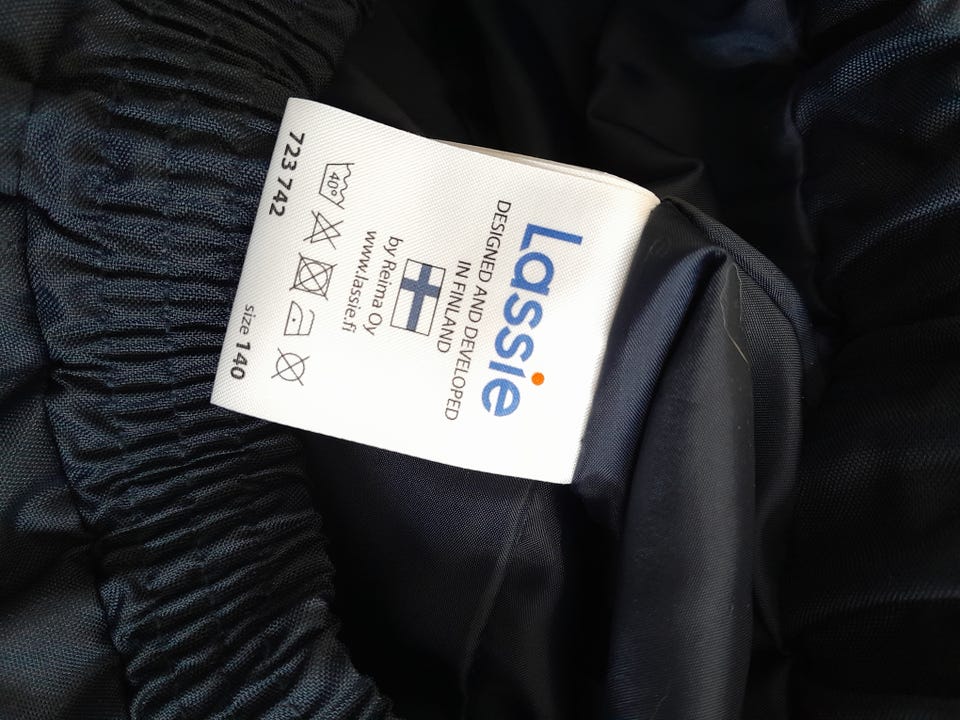 Lassie
DESIGNED AND DEVELOPED
IN FINLAND
by Reima Oy
www.lassie.fi
40°
723 742
size 140